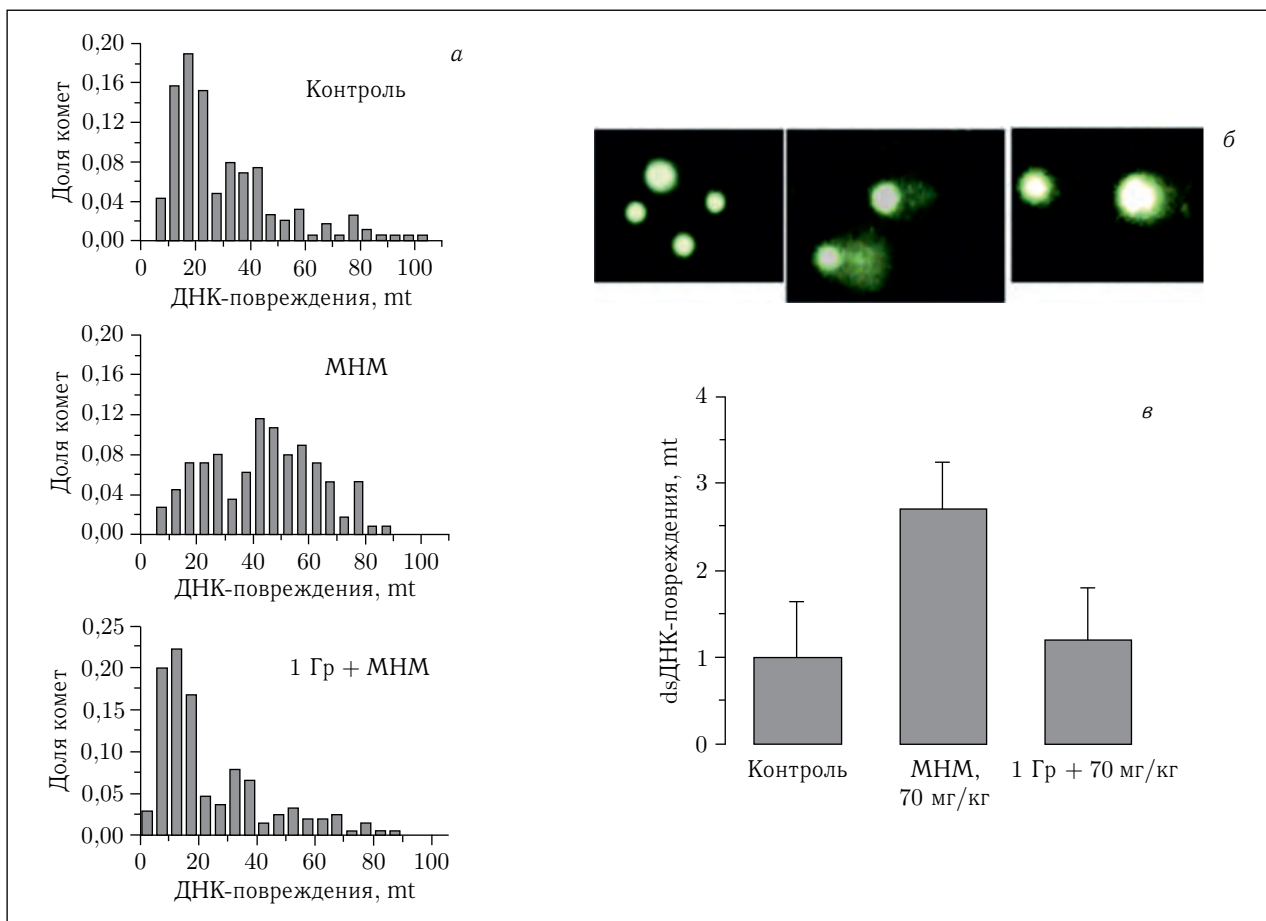 а
0,20
0,16
0,12
0,08
0,04
0,00
Доля комет
Контроль
0 20 40 60 80 100
ДНК-повреждения, mt
0,20
0,16
0,12
0,08
0,04
0,00
Доля комет
МНМ
0 20 40 60 80 100
ДНК-повреждения, mt
0,25
0,20
0,15
0,10
0,05
0,00
Доля комет
1 Гр + МНМ
0 20 40 60 80 100
ДНК-повреждения, mt
б
в
4
3
2
1
0
dsДНК-повреждения, mt
Контроль
МНМ,
70 мг/кг
1 Гр + 70 мг/кг